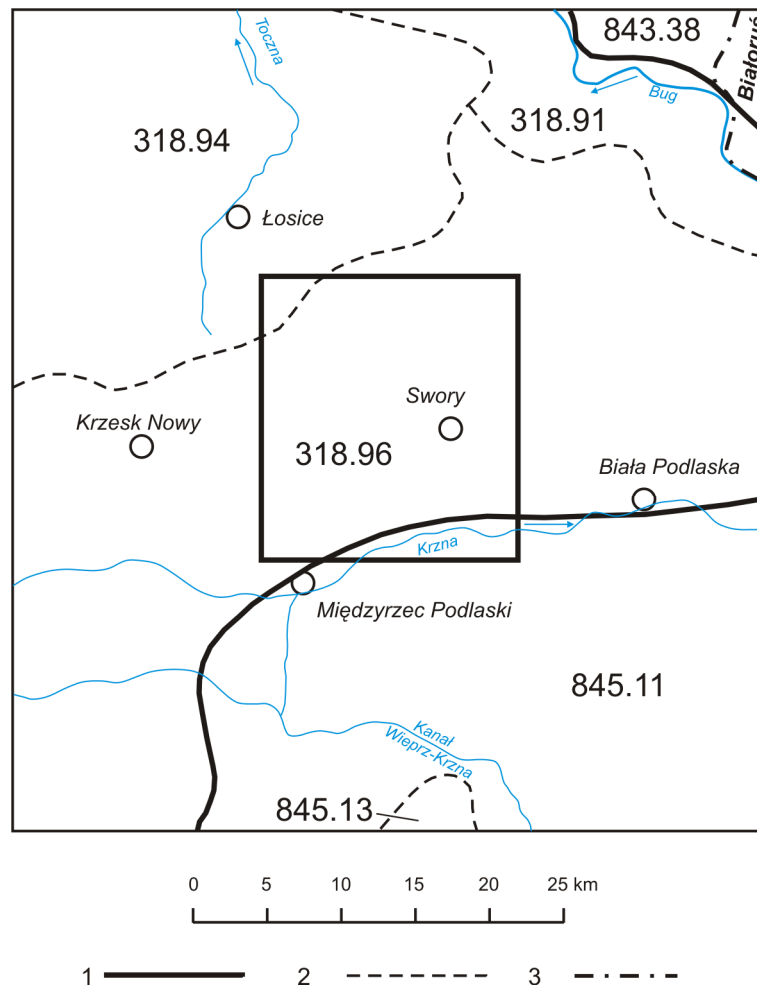 843.38
Białoruś
Toczna
Bug
318.91
318.94
Łosice
Swory
Krzesk Nowy
318.96
Biała Podlaska
Krzna
Międzyrzec Podlaski
845.11
Kanał
Wieprz-Krzna
845.13
0 5 10 15 20 25 km
1 2 3